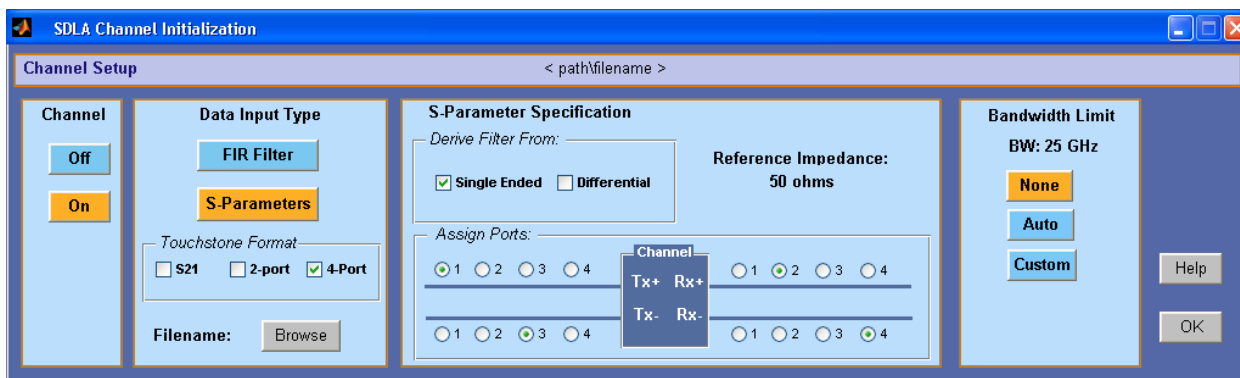 SDLA Channel Initialization
Channel Setup < path\filename >
Channel
Off
On
Data Input Type
FIR Filter
S-Parameters
Touchstone Format
S21 2-port 4-Port
Filename: Browse
S-Parameter Specification
Derive Filter From:
Single Ended Differential
Reference Impedance:
50 ohms
Assign Ports:
1 2 3 4
1 2 3 4
Channel
Tx+ Rx+
Tx- Rx-
1 2 3 4
1 2 3 4
Bandwidth Limit
BW: 25 GHz
None
Auto
Custom
Help
OK